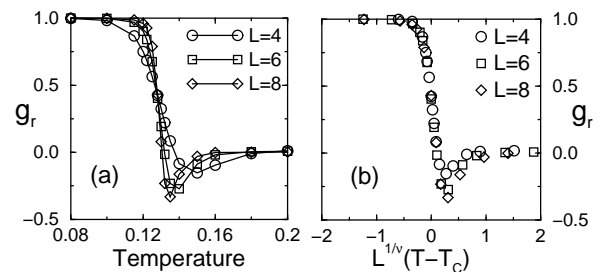 1.0
0.5
g_r
0.0
−0.5
(a)
L=4
L=6
L=8
0.08 0.12 0.16 0.2
Temperature
(b)
L=4
L=6
L=8
1.0
0.5
g_r
0.0
−0.5
−2 −1 0 1 2
L^{1/ν}(T−T_C)